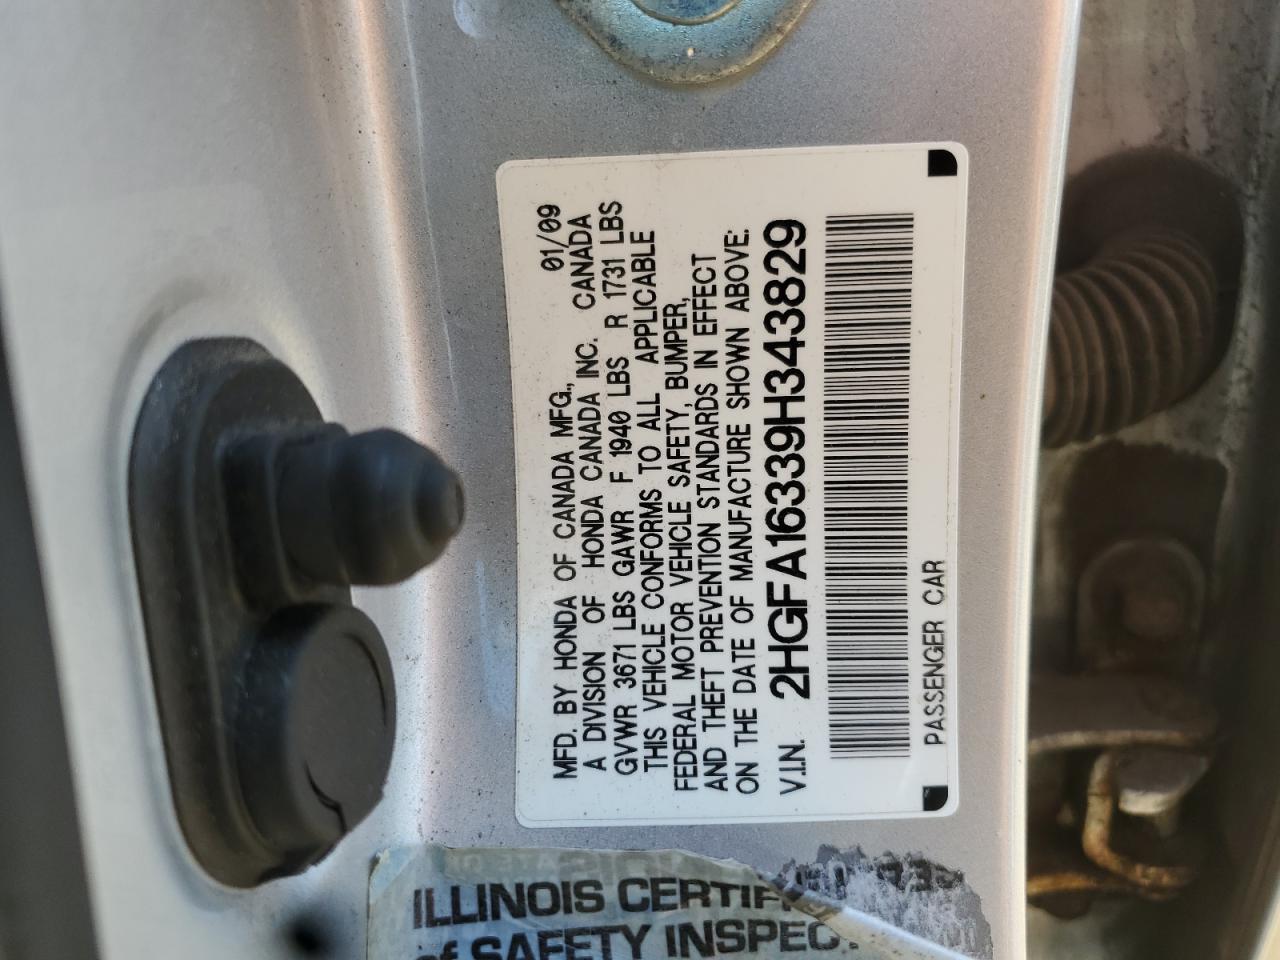 MFD. BY HONDA OF CANADA MFG., 01/09
A DIVISION OF HONDA CANADA INC. CANADA
GVWR 3671 LBS GAWR F 1940 LBS R 1731 LBS
THIS VEHICLE CONFORMS TO ALL APPLICABLE
FEDERAL MOTOR VEHICLE SAFETY, BUMPER,
AND THEFT PREVENTION STANDARDS IN EFFECT
ON THE DATE OF MANUFACTURE SHOWN ABOVE.
V.I.N. 2HGFA16339H343829
PASSENGER CAR
ILLINOIS CERTIF
of SAFETY INSPEC